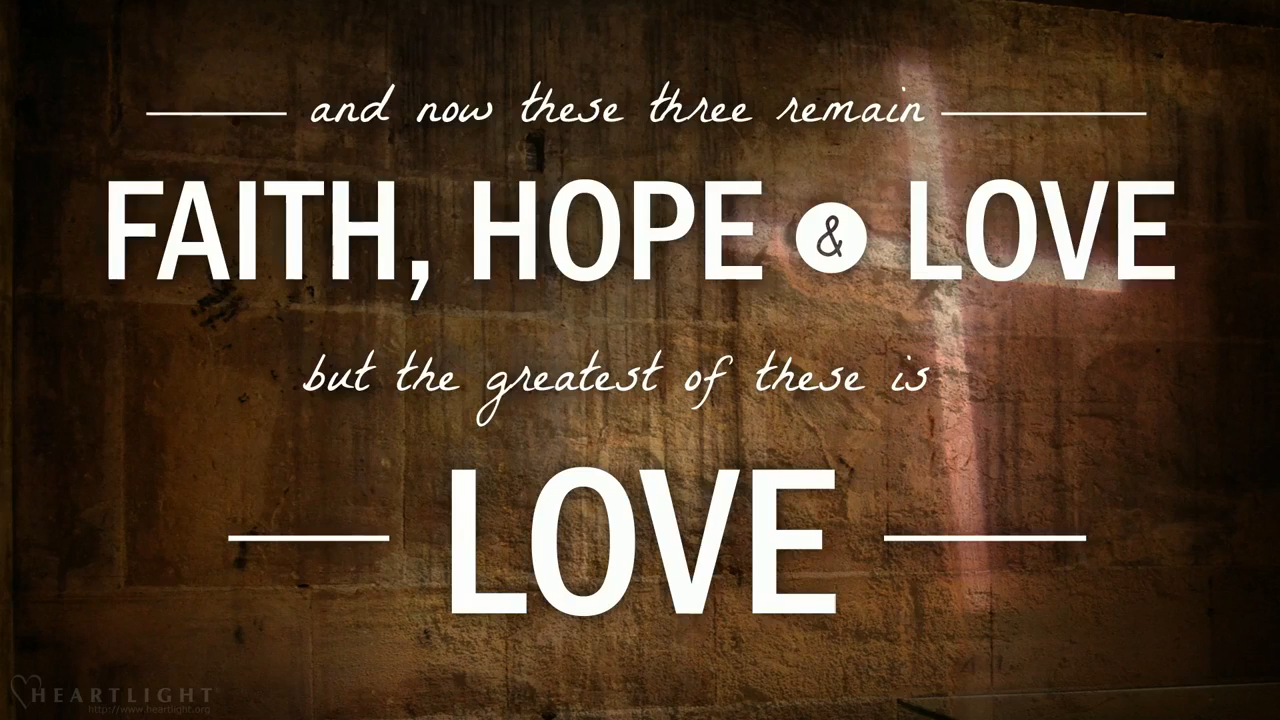 and now these three remain
FAITH, HOPE & LOVE
but the greatest of these is
LOVE
HEARTLIGHT
http://www.heartlight.org